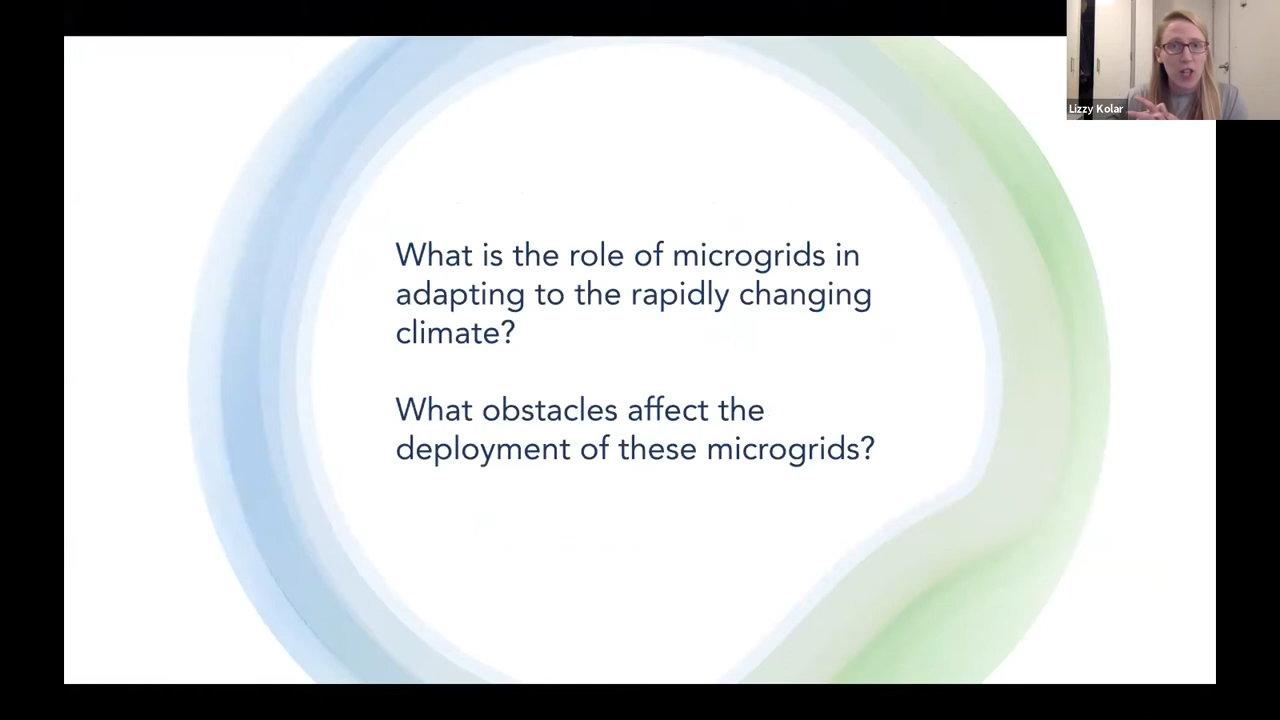 Lizzy Kolar
What is the role of microgrids in
adapting to the rapidly changing
climate?
What obstacles affect the
deployment of these microgrids?